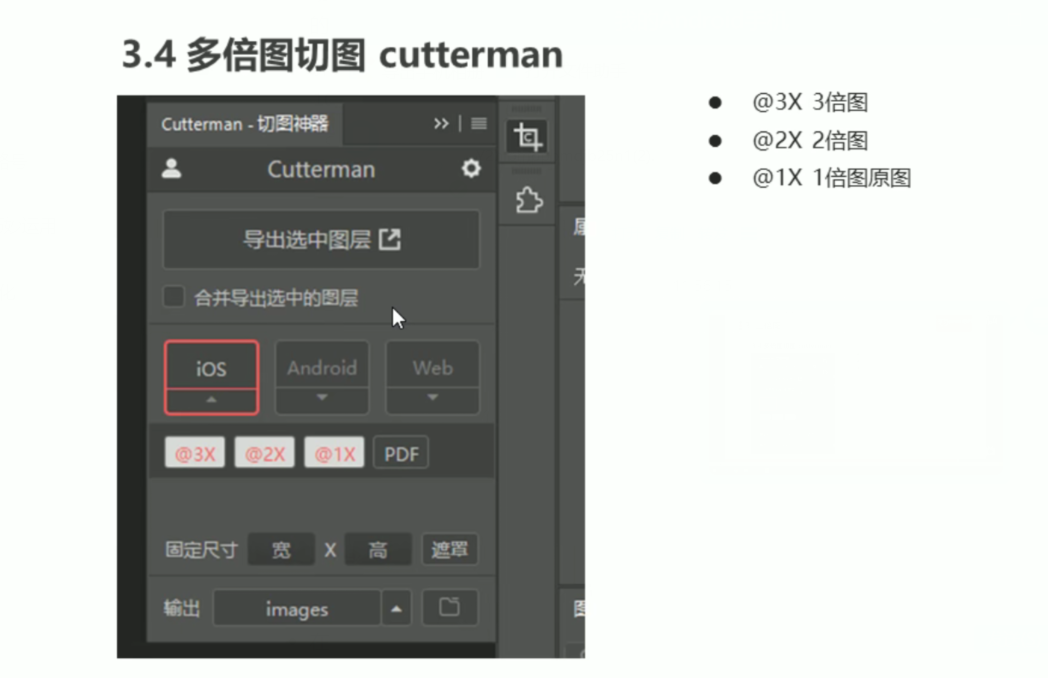 3.4 多倍图切图 cutterman
Cutterman - 切图神器
Cutterman
导出选中图层
合并导出选中的图层
iOS
Android
Web
@3X
@2X
@1X
PDF
固定尺寸
宽
X
高
遮罩
输出
images
@3X 3倍图
@2X 2倍图
@1X 1倍图原图